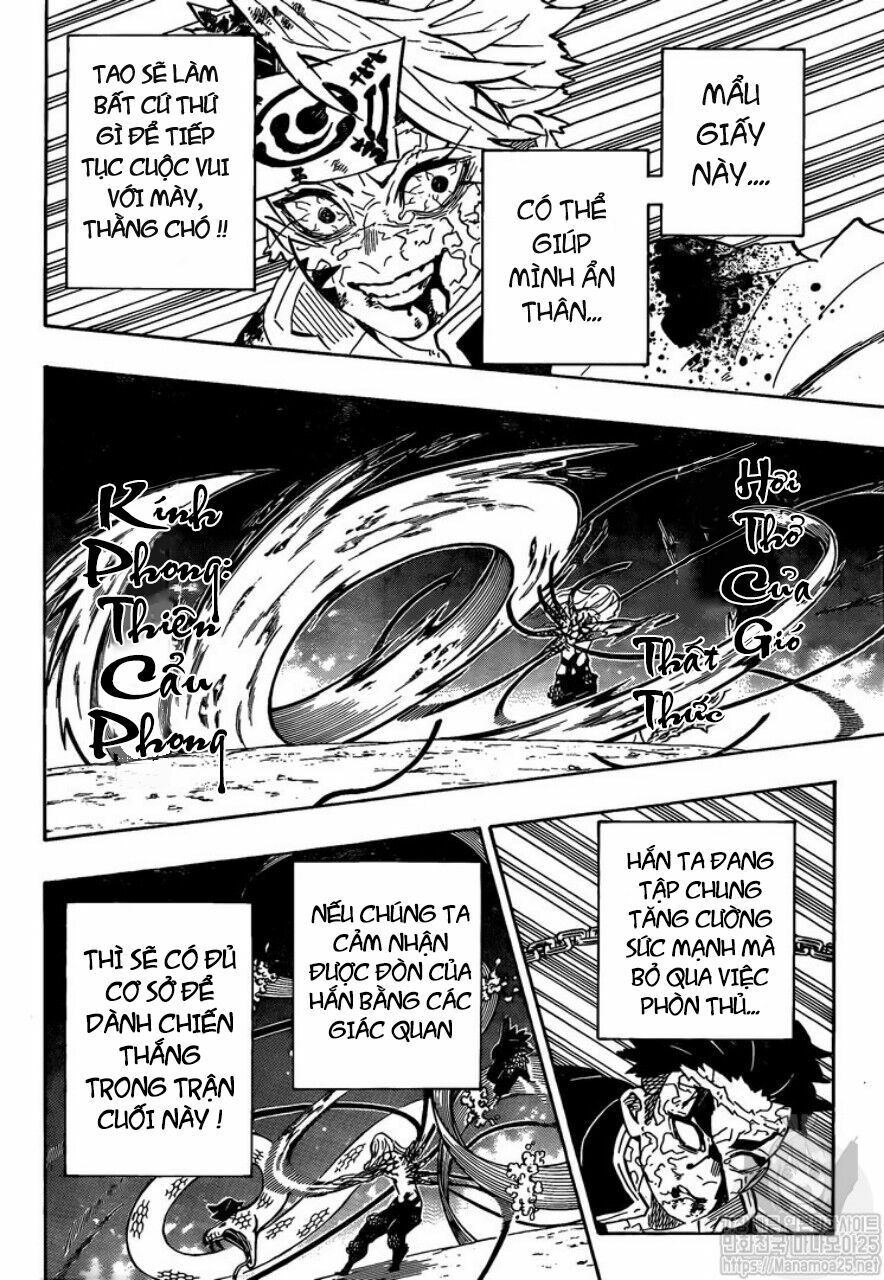 MẨU
GIẤY
NÀY....
CÓ THỂ
GIÚP
MÌNH ẨN
THÂN...
TAO SẼ LÀM
BẤT CỨ THỨ
GÌ ĐỂ TIẾP
TỤC CUỘC VUI
VỚI MÀY,
THẰNG CHÓ !!
Hơi
Thở
Của
Gió
Thất
Thức
Kính
Phong:
Thiên
Cẩu
Phong
HẮN TA ĐANG
TẬP CHUNG
TĂNG CƯỜNG
SỨC MẠNH MÀ
BỎ QUA VIỆC
PHÒN THỦ...
NẾU CHÚNG TA
CẢM NHẬN
ĐƯỢC ĐÒN CỦA
HẮN BẰNG CÁC
GIÁC QUAN
THÌ SẼ CÓ ĐỦ
CƠ SỞ ĐỂ
DÀNH CHIẾN
THẮNG
TRONG TRẬN
CUỐI NÀY !
https://Manamoa25.net